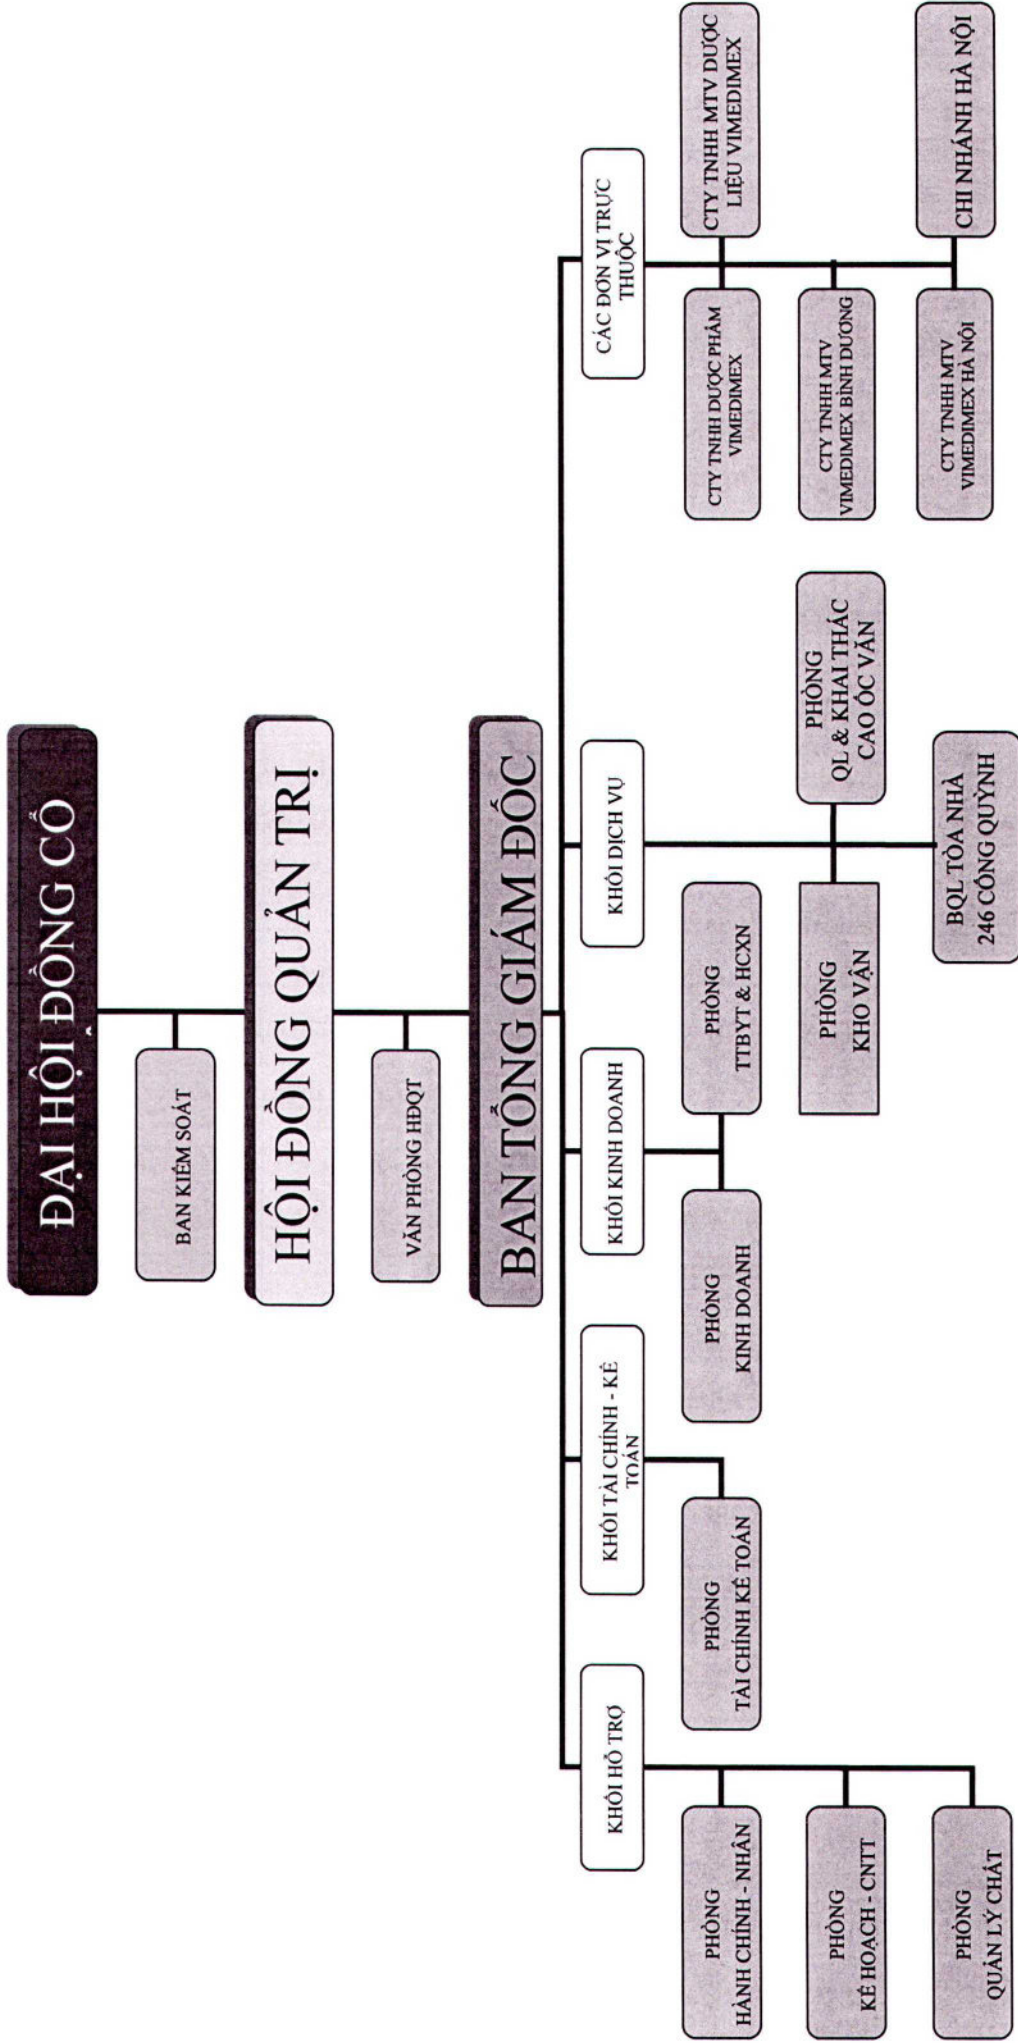 ĐẠI HỘI ĐỒNG CỔ
BAN KIỂM SOÁT
HỘI ĐỒNG QUẢN TRỊ
VĂN PHÒNG HĐQT
BAN TỔNG GIÁM ĐỐC
KHỐI HỖ TRỢ
KHỐI TÀI CHÍNH - KẾ
TOÁN
KHỐI KINH DOANH
KHỐI DỊCH VỤ
CÁC ĐƠN VỊ TRỰC
THUỘC
PHÒNG
HÀNH CHÍNH - NHÂN
PHÒNG
KẾ HOẠCH - CNTT
PHÒNG
QUẢN LÝ CHẤT
PHÒNG
TÀI CHÍNH KẾ TOÁN
PHÒNG
KINH DOANH
PHÒNG
TTBYT & HCXN
PHÒNG
KHO VẬN
PHÒNG
QL & KHAI THÁC
CAO ỐC VĂN
BQL TÒA NHÀ
246 CỐNG QUỲNH
CTY TNHH DƯỢC PHẨM
VIMEDIMEX
CTY TNHH MTV DƯỢC
LIỆU VIMEDIMEX
CTY TNHH MTV
VIMEDIMEX BÌNH DƯƠNG
CTY TNHH MTV
VIMEDIMEX HÀ NỘI
CHI NHÁNH HÀ NỘI